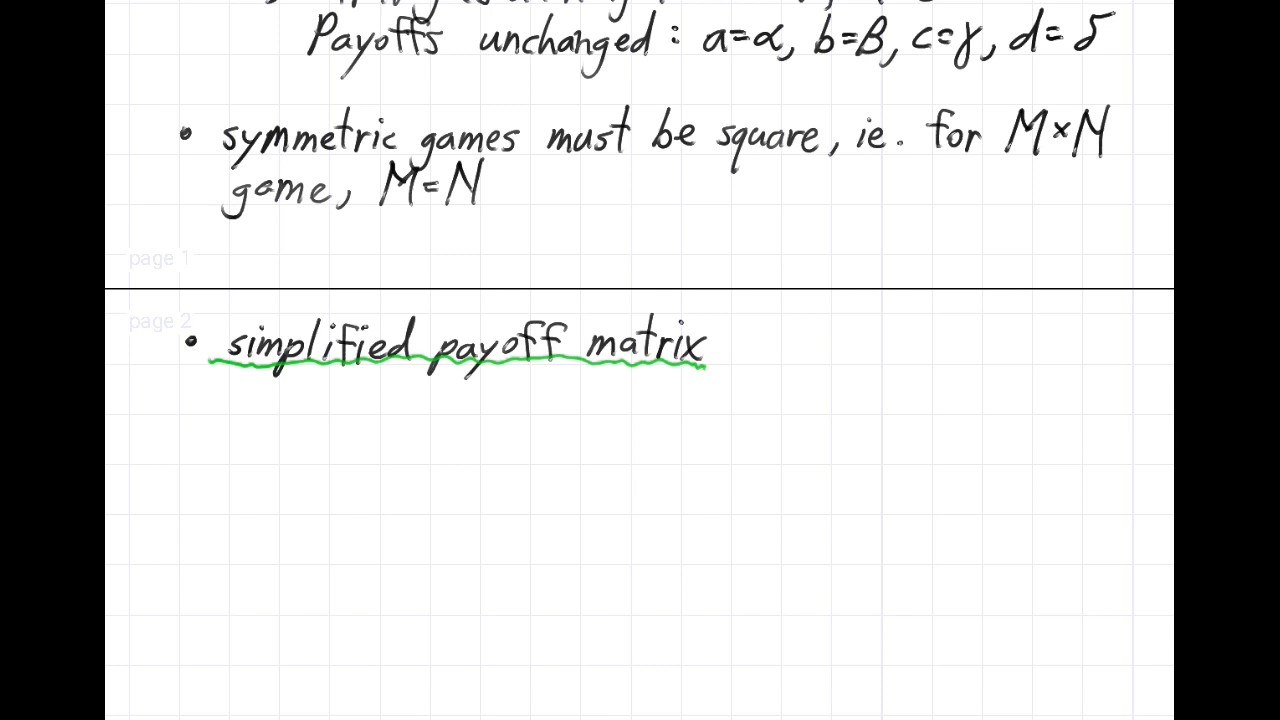 Payoffs unchanged: a=α, b=β, c=γ, d=δ
• symmetric games must be square, ie. for M×N
game, M=N
page 1
page 2
• simplified payoff matrix